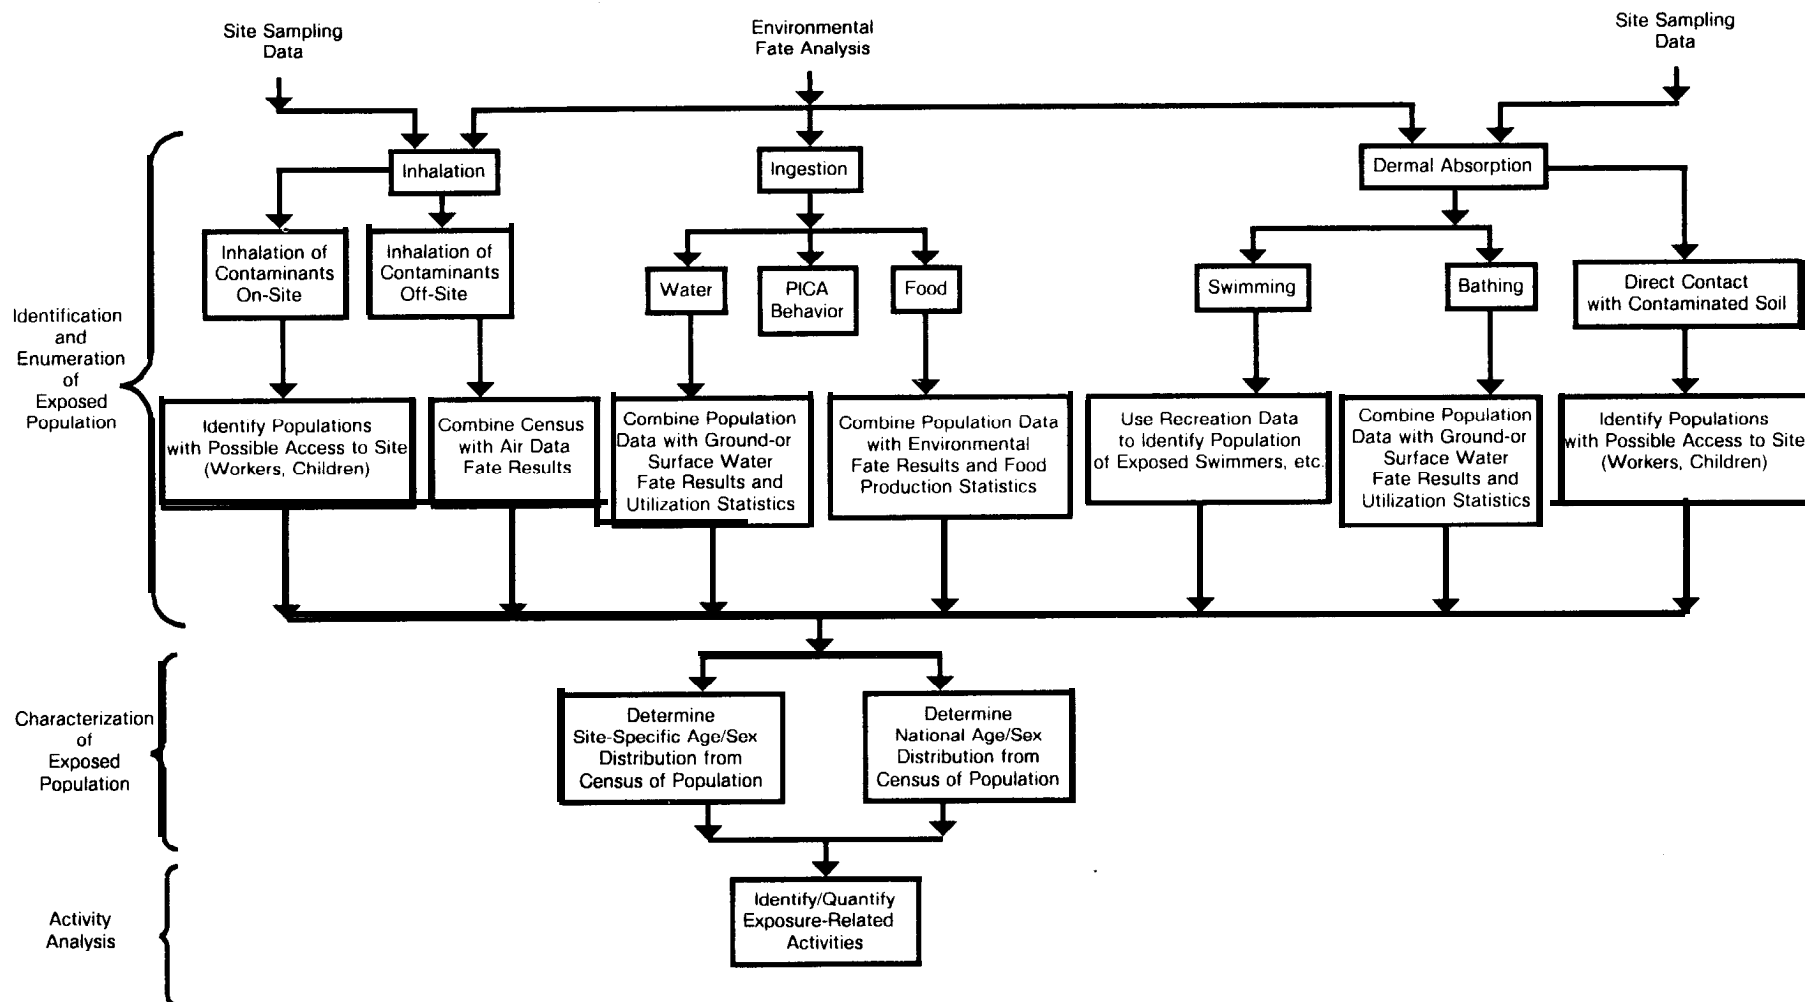 Site Sampling
Data
Environmental
Fate Analysis
Site Sampling
Data
Inhalation
Ingestion
Dermal Absorption
Inhalation of
Contaminants
On-Site
Inhalation of
Contaminants
Off-Site
Water
PICA
Behavior
Food
Swimming
Bathing
Direct Contact
with Contaminated Soil
Identification
and
Enumeration
of
Exposed
Population
Identify Populations
with Possible Access to Site
(Workers, Children)
Combine Census
with Air Data
Fate Results
Combine Population
Data with Ground-or
Surface Water
Fate Results and
Utilization Statistics
Combine Population Data
with Environmental
Fate Results and Food
Production Statistics
Use Recreation Data
to Identify Population
of Exposed Swimmers, etc.
Combine Population
Data with Ground-or
Surface Water
Fate Results and
Utilization Statistics
Identify Populations
with Possible Access to Site
(Workers, Children)
Characterization
of
Exposed
Population
Determine
Site-Specific Age/Sex
Distribution from
Census of Population
Determine
National Age/Sex
Distribution from
Census of Population
Activity
Analysis
Identify/Quantify
Exposure-Related
Activities